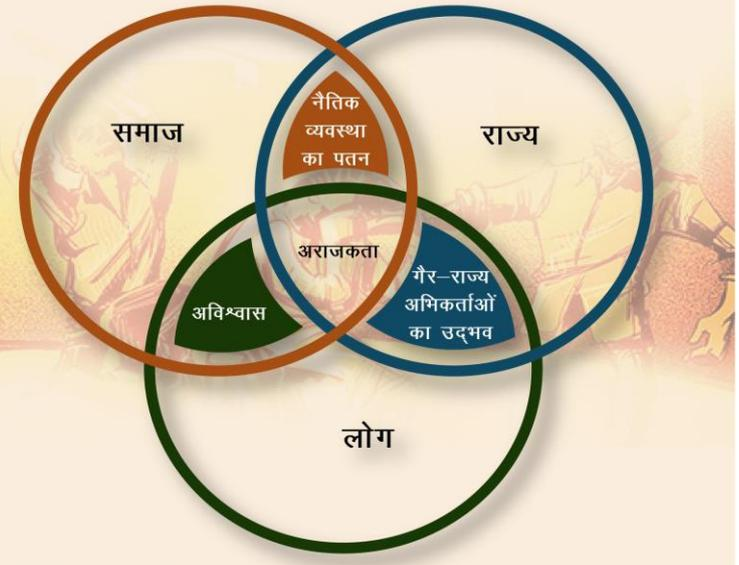 नैतिक
व्यवस्था
का पतन
समाज
राज्य
अराजकता
गैर–राज्य
अभिकर्ताओं
का उद्भव
अविश्वास
लोग